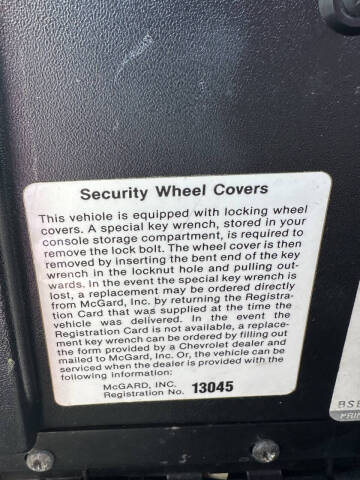 Security Wheel Covers
This vehicle is equipped with locking wheel
covers. A special key wrench, stored in your
console storage compartment, is required to
remove the lock bolt. The wheel cover is then
removed by inserting the bent end of the key
wrench in the locknut hole and pulling out-
wards. In the event the special key wrench is
lost, a replacement may be ordered directly
from McGard, Inc. by returning the Registra-
tion Card that was supplied at the time the
vehicle was delivered. In the event the
Registration Card is not available, a replace-
ment key wrench can be ordered by filling out
the form provided by a Chevrolet dealer and
mailed to McGard, Inc. Or, the vehicle can be
serviced when the dealer is provided with the
following information:
McGARD, INC.
Registration No. 13045